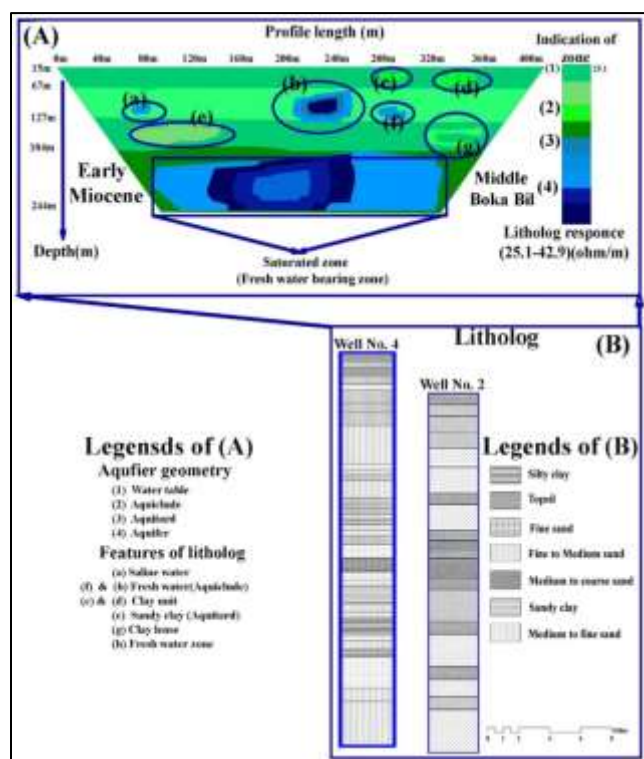 (A)
Profile length (m)
Indication of
zone
0m 40m 80m 120m 160m 200m 240m 280m 320m 360m 400m
15m
67m
127m
244m
(1)
(2)
(3)
(4)
(a)
(b)
(c)
(d)
(e)
(f)
(g)
Early
Miocene
Middle
Boka Bil
Depth(m)
Saturated zone
(Fresh water bearing zone)
Litholog responce
(25.1-42.9)(ohm/m)
Litholog
(B)
Well No. 4
Well No. 2
Legensds of (A)
Aqufier geometry
(1) Water table
(2) Aquiclude
(3) Aquitard
(4) Aquifer
Features of litholog
(a) Saline water
(f) & (b) Fresh water(Aquiclude)
(c) & (d) Clay unit
(e) Sandy clay (Aquitard)
(g) Clay lense
(h) Fresh water zone
Legends of (B)
Silty clay
Topsil
Fine sand
Fine to Medium sand
Medium to coarse sand
Sandy clay
Medium to fine sand